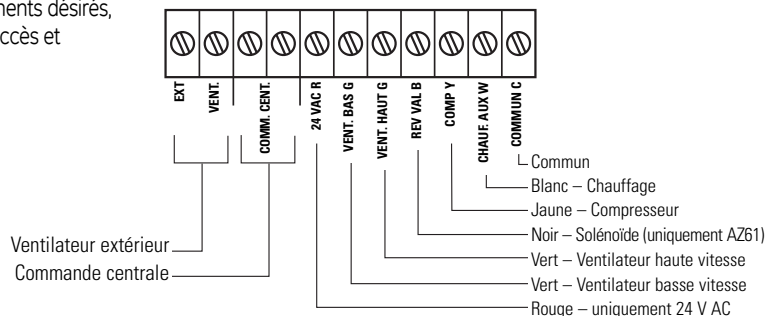 ments désirés,
ccès et
EXT
VENT.
COMM. CENT.
24 VAC R
VENT. BAS G
VENT. HAUT G
REV VAL B
COMP Y
CHAUF. AUX W
COMMUN C
Commun
Blanc – Chauffage
Jaune – Compresseur
Noir – Solénoïde (uniquement AZ61)
Vert – Ventilateur haute vitesse
Vert – Ventilateur basse vitesse
Rouge – uniquement 24 V AC
Ventilateur extérieur
Commande centrale